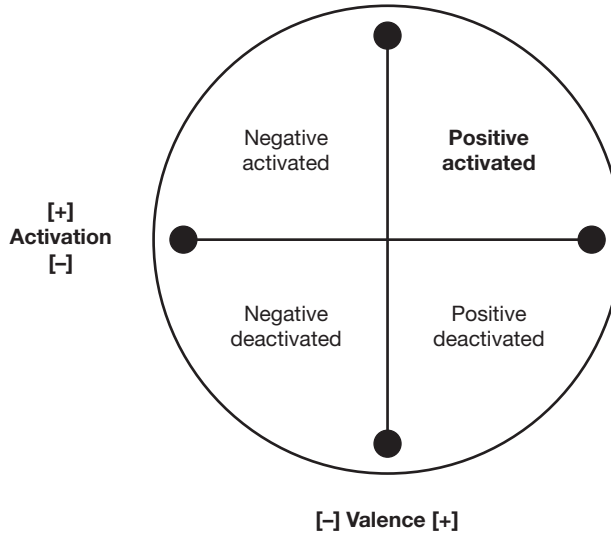 Negative
activated
Positive
activated
[+]
Activation
[–]
Negative
deactivated
Positive
deactivated
[–] Valence [+]